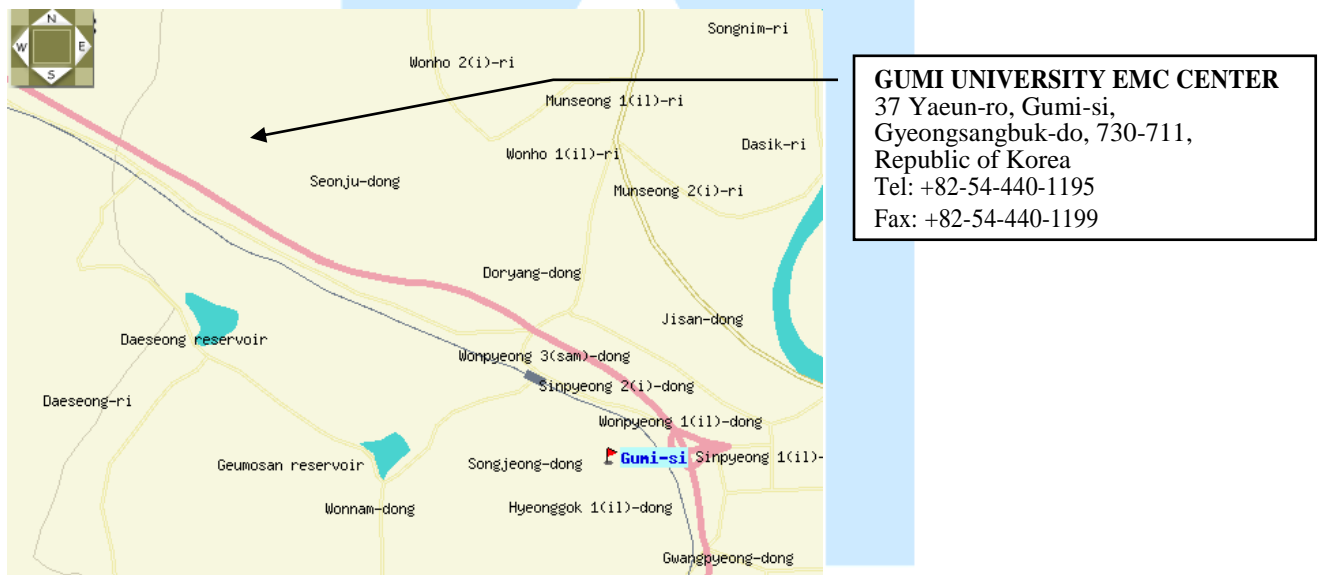 N
W E
S
Songnim-ri
Wonho 2(i)-ri
Munseong 1(il)-ri
Dasik-ri
Wonho 1(il)-ri
Seonju-dong
Munseong 2(i)-ri
Doryang-dong
Jisan-dong
Daeseong reservoir
Wonpyeong 3(sam)-dong
Sinpyeong 2(i)-dong
Daeseong-ri
Wonpyeong 1(il)-dong
Gumi-si
Sinpyeong 1(il)-
Geumosan reservoir
Songjeong-dong
Wonnam-dong
Hyeonggok 1(il)-dong
Gwangpyeong-dong
GUMI UNIVERSITY EMC CENTER
37 Yaeun-ro, Gumi-si,
Gyeongsangbuk-do, 730-711,
Republic of Korea
Tel: +82-54-440-1195
Fax: +82-54-440-1199